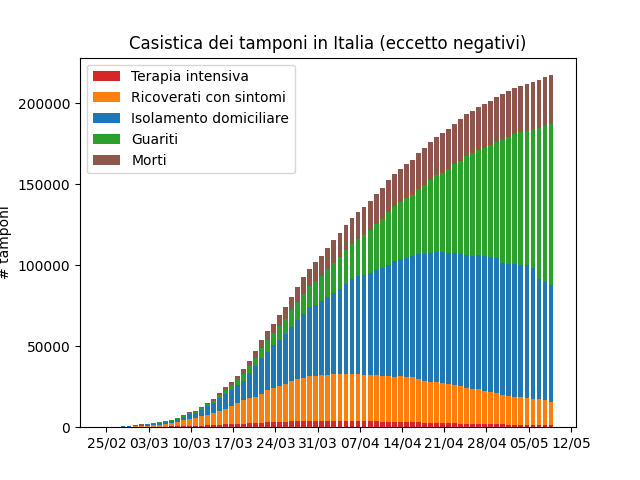 Casistica dei tamponi in Italia (eccetto negativi)
Terapia intensiva
Ricoverati con sintomi
Isolamento domiciliare
Guariti
Morti
# tamponi
200000
150000
100000
50000
0
25/02 03/03 10/03 17/03 24/03 31/03 07/04 14/04 21/04 28/04 05/05 12/05